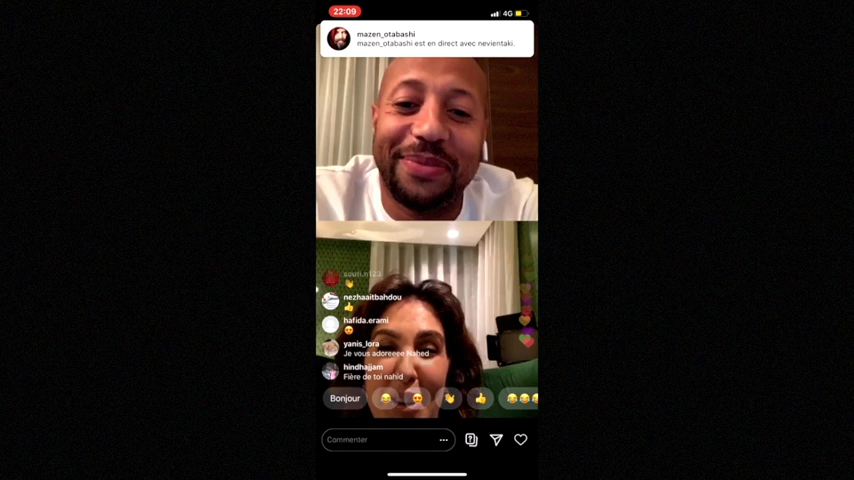 22:09
4G
mazen_otabashi
mazen_otabashi est en direct avec nevientaki.
nezhaaitbahdou
hafida.erami
yanis_lora
Je vous adoreeee Nahed
hindhajjam
Fière de toi nahid
Bonjour
Commenter